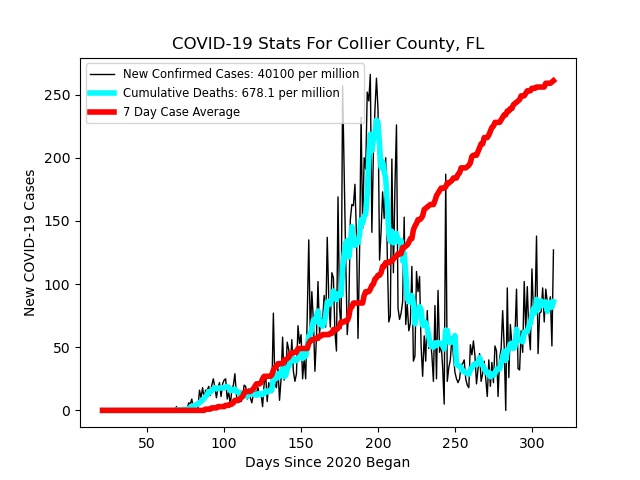 COVID-19 Stats For Collier County, FL
New Confirmed Cases: 40100 per million
Cumulative Deaths: 678.1 per million
7 Day Case Average
New COVID-19 Cases
250
200
150
100
50
0
50 100 150 200 250 300
Days Since 2020 Began